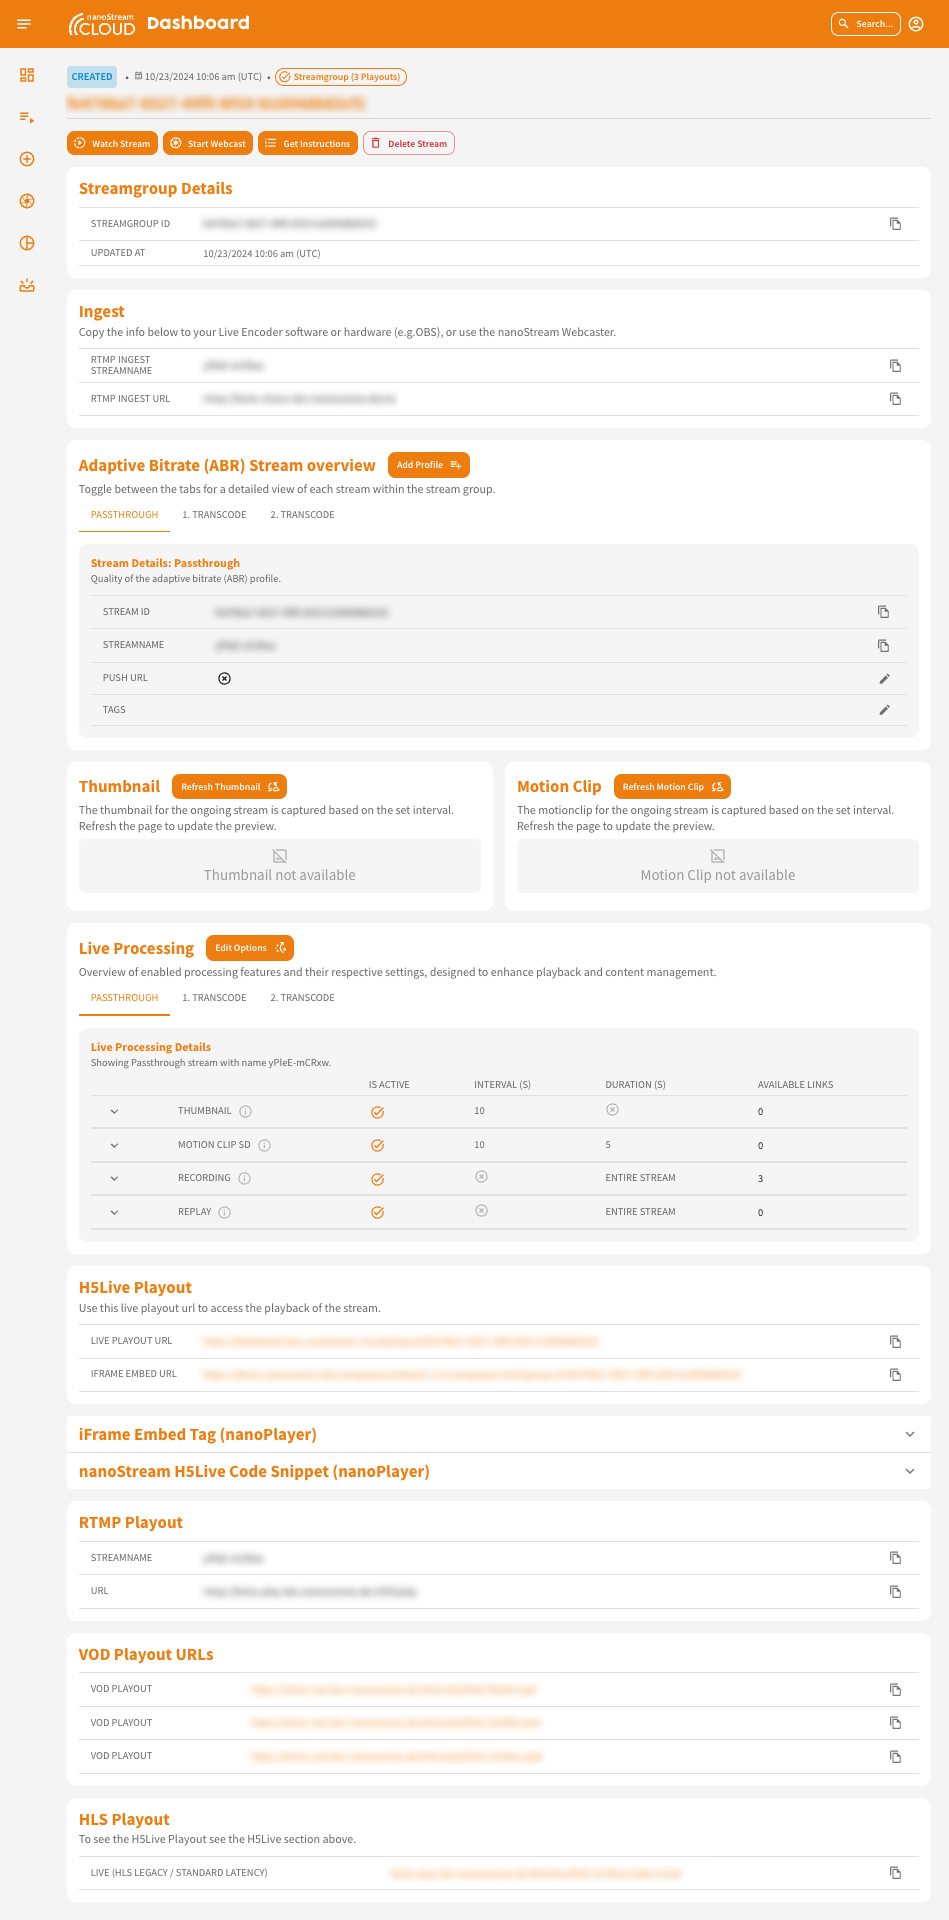 nanoStream
CLOUD
Dashboard
Search...
CREATED • 10/23/2024 10:06 am (UTC) • Streamgroup (3 Playouts)
Watch Stream
Start Webcast
Get Instructions
Delete Stream
Streamgroup Details
STREAMGROUP ID
UPDATED AT 10/23/2024 10:06 am (UTC)
Ingest
Copy the info below to your Live Encoder software or hardware (e.g.OBS), or use the nanoStream Webcaster.
RTMP INGEST
STREAMNAME
RTMP INGEST URL
Adaptive Bitrate (ABR) Stream overview
Add Profile
Toggle between the tabs for a detailed view of each stream within the stream group.
PASSTHROUGH 1. TRANSCODE 2. TRANSCODE
Stream Details: Passthrough
Quality of the adaptive bitrate (ABR) profile.
STREAM ID
STREAMNAME
PUSH URL
TAGS
Thumbnail
Refresh Thumbnail
The thumbnail for the ongoing stream is captured based on the set interval.
Refresh the page to update the preview.
Thumbnail not available
Motion Clip
Refresh Motion Clip
The motionclip for the ongoing stream is captured based on the set interval.
Refresh the page to update the preview.
Motion Clip not available
Live Processing
Edit Options
Overview of enabled processing features and their respective settings, designed to enhance playback and content management.
PASSTHROUGH 1. TRANSCODE 2. TRANSCODE
Live Processing Details
Showing Passthrough stream with name yPleE-mCRxw.
IS ACTIVE INTERVAL (S) DURATION (S) AVAILABLE LINKS
THUMBNAIL 10 0
MOTION CLIP SD 10 5 0
RECORDING ENTIRE STREAM 3
REPLAY ENTIRE STREAM 0
H5Live Playout
Use this live playout url to access the playback of the stream.
LIVE PLAYOUT URL
IFRAME EMBED URL
iFrame Embed Tag (nanoPlayer)
nanoStream H5Live Code Snippet (nanoPlayer)
RTMP Playout
STREAMNAME
URL
VOD Playout URLs
VOD PLAYOUT
VOD PLAYOUT
VOD PLAYOUT
HLS Playout
To see the H5Live Playout see the H5Live section above.
LIVE (HLS LEGACY / STANDARD LATENCY)